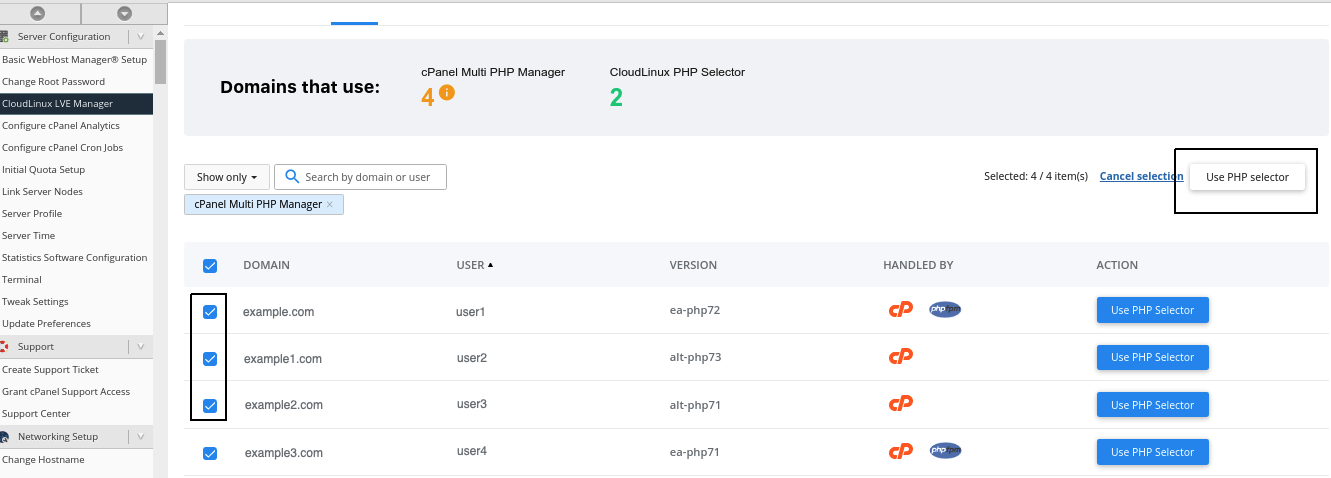 Server Configuration
Basic WebHost Manager® Setup
Change Root Password
CloudLinux LVE Manager
Configure cPanel Analytics
Configure cPanel Cron Jobs
Initial Quota Setup
Link Server Nodes
Server Profile
Server Time
Statistics Software Configuration
Terminal
Tweak Settings
Update Preferences
Support
Create Support Ticket
Grant cPanel Support Access
Support Center
Networking Setup
Change Hostname
Domains that use:
cPanel Multi PHP Manager
4 i
CloudLinux PHP Selector
2
Show only
Search by domain or user
Selected: 4 / 4 item(s) Cancel selection Use PHP selector
cPanel Multi PHP Manager ×
DOMAIN USER VERSION HANDLED BY ACTION
example.com user1 ea-php72 cP php fpm Use PHP Selector
example1.com user2 alt-php73 cP Use PHP Selector
example2.com user3 alt-php71 cP Use PHP Selector
example3.com user4 ea-php71 cP php fpm Use PHP Selector